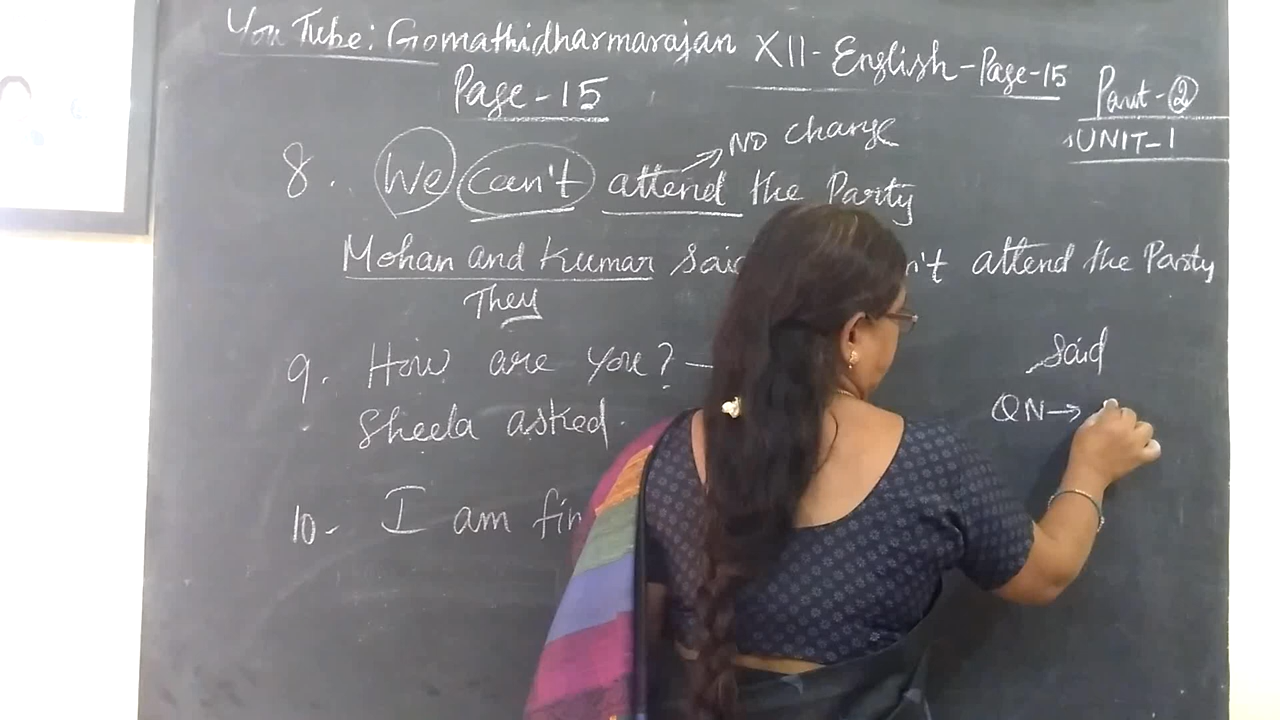 You Tube: Gomathidharmarajan XII - English - Page - 15
Page - 15
Part - 2
UNIT - 1
NO change
8. We can't attend the Party
Mohan and Kumar said n't attend the Party
They
9. How are you? —
Sheela asked.
said
QN →
10 - I am fin